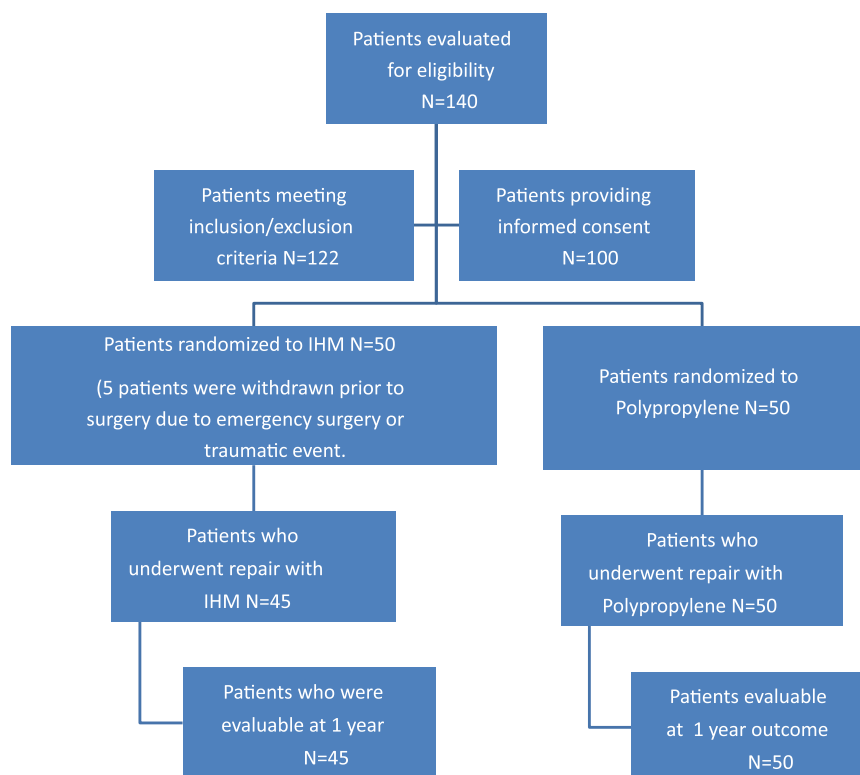 Patients evaluated
for eligibility
N=140
Patients meeting
inclusion/exclusion
criteria N=122
Patients providing
informed consent
N=100
Patients randomized to IHM N=50
(5 patients were withdrawn prior to
surgery due to emergency surgery or
traumatic event.
Patients randomized to
Polypropylene N=50
Patients who
underwent repair with
IHM N=45
Patients who
underwent repair with
Polypropylene N=50
Patients who were
evaluable at 1 year
N=45
Patients evaluable
at  1 year outcome
N=50